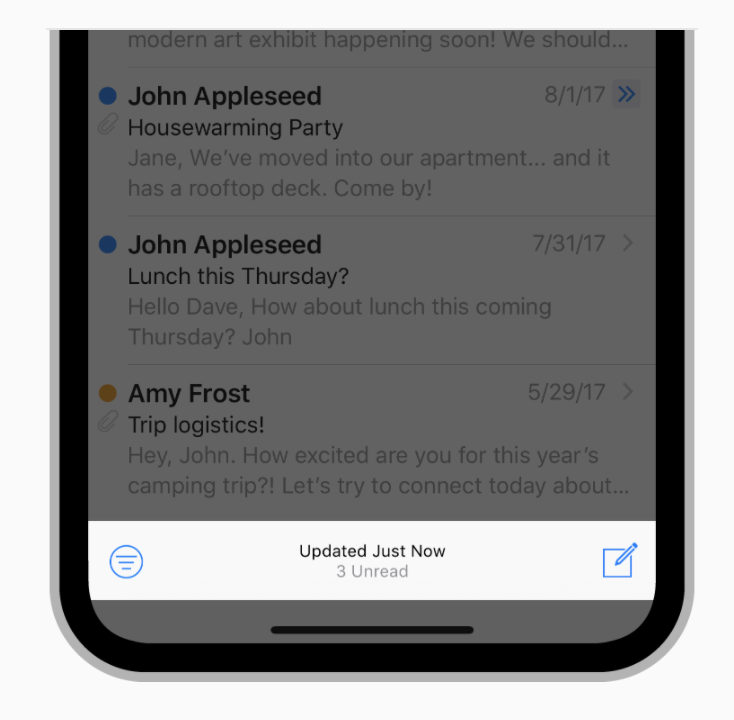 modern art exhibit happening soon! We should...
John Appleseed 8/1/17
Housewarming Party
Jane, We've moved into our apartment... and it
has a rooftop deck. Come by!
John Appleseed 7/31/17
Lunch this Thursday?
Hello Dave, How about lunch this coming
Thursday? John
Amy Frost 5/29/17
Trip logistics!
Hey, John. How excited are you for this year's
camping trip?! Let's try to connect today about...
Updated Just Now
3 Unread